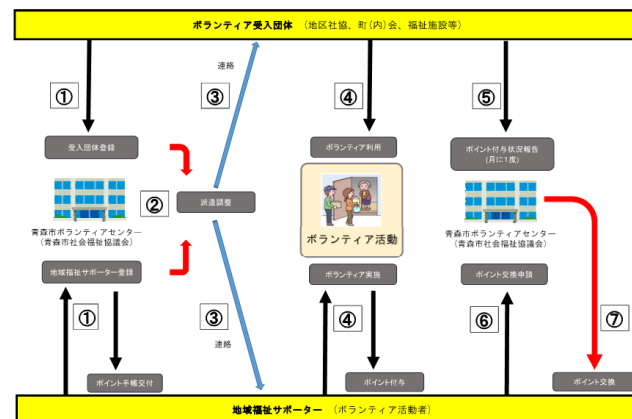 ボランティア受入団体 （地区社協、町(内)会、福祉施設等）
①
連絡
③
④
⑤
受入団体登録
ボランティア利用
ポイント付与状況報告
(月に1度)
②
派遣調整
青森市ボランティアセンター
（青森市社会福祉協議会）
ボランティア活動
青森市ボランティアセンター
（青森市社会福祉協議会）
地域福祉サポーター登録
ボランティア実施
ポイント交換申請
①
③
連絡
④
⑥
⑦
ポイント手帳交付
ポイント付与
ポイント交換
地域福祉サポーター （ボランティア活動者）